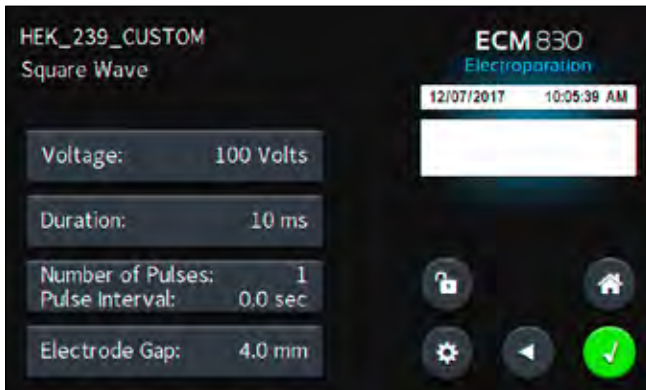 HEK_239_CUSTOM
Square Wave
ECM 830
Electroporation
12/07/2017 10:05:39 AM
Voltage: 100 Volts
Duration: 10 ms
Number of Pulses: 1
Pulse Interval: 0.0 sec
Electrode Gap: 4.0 mm